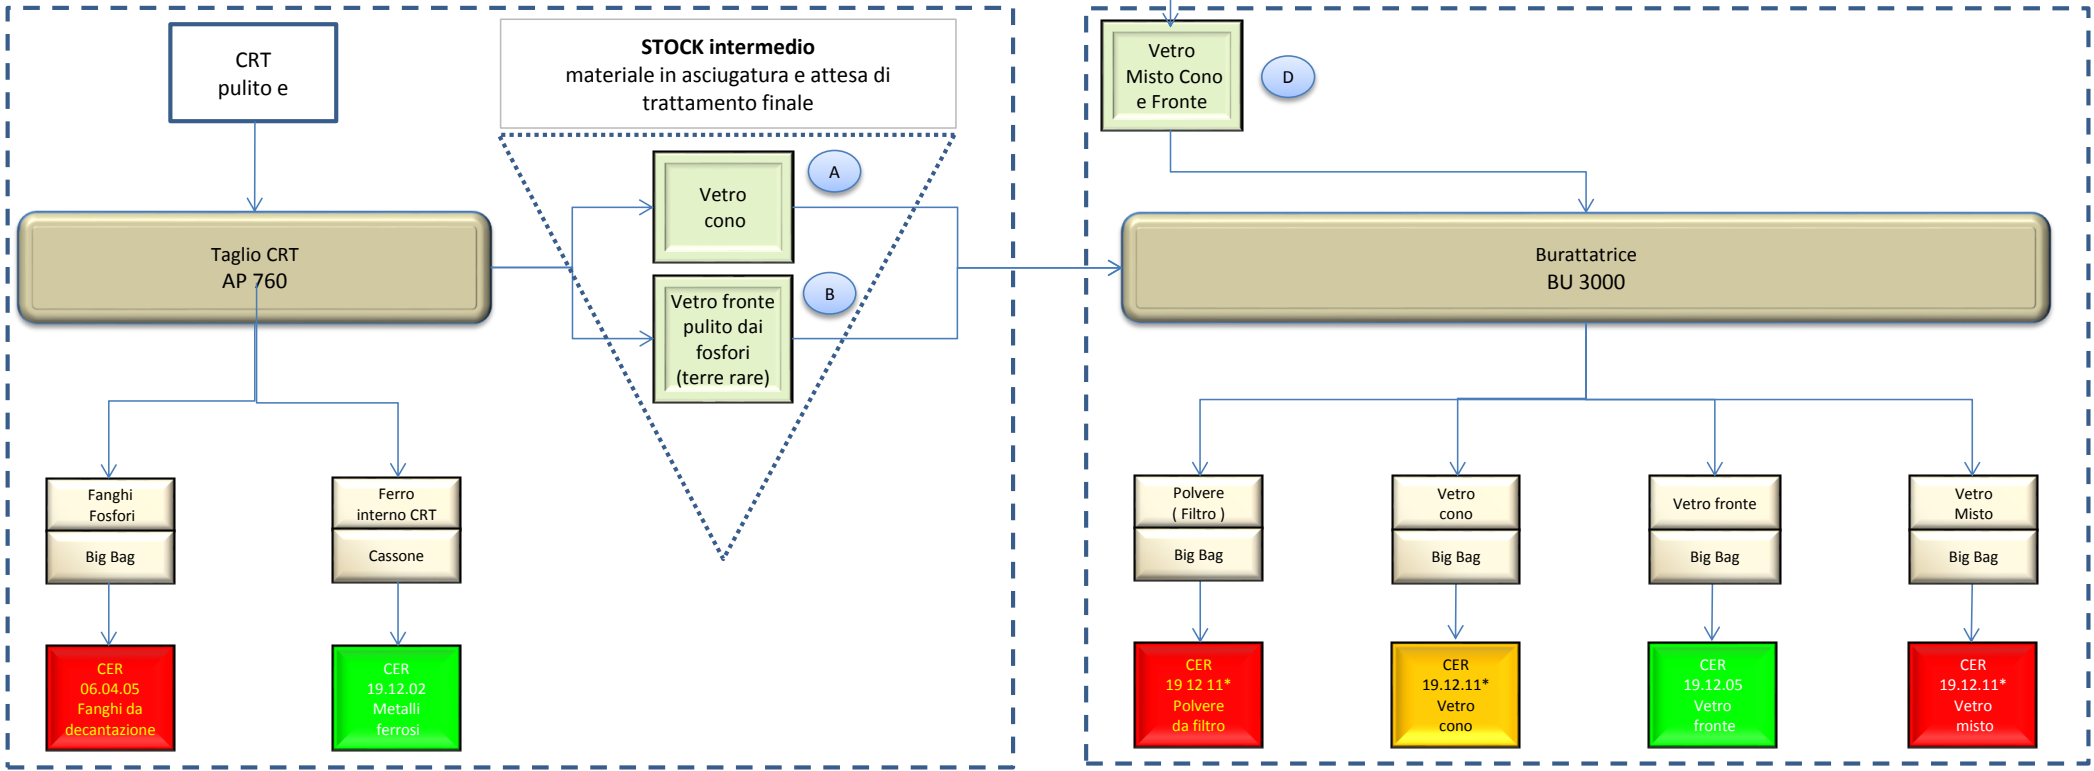 CRT
pulito e
STOCK intermedio
materiale in asciugatura e attesa di
trattamento finale
Vetro
cono
A
Vetro fronte
pulito dai
fosfori
(terre rare)
B
Taglio CRT
AP 760
Fanghi
Fosfori
Big Bag
CER
06.04.05
Fanghi da
decantazione
Ferro
interno CRT
Cassone
CER
19.12.02
Metalli
ferrosi
Vetro
Misto Cono
e Fronte
D
Burattatrice
BU 3000
Polvere
( Filtro )
Big Bag
CER
19 12 11*
Polvere
da filtro
Vetro
cono
Big Bag
CER
19.12.11*
Vetro
cono
Vetro fronte
Big Bag
CER
19.12.05
Vetro
fronte
Vetro
Misto
Big Bag
CER
19.12.11*
Vetro
misto